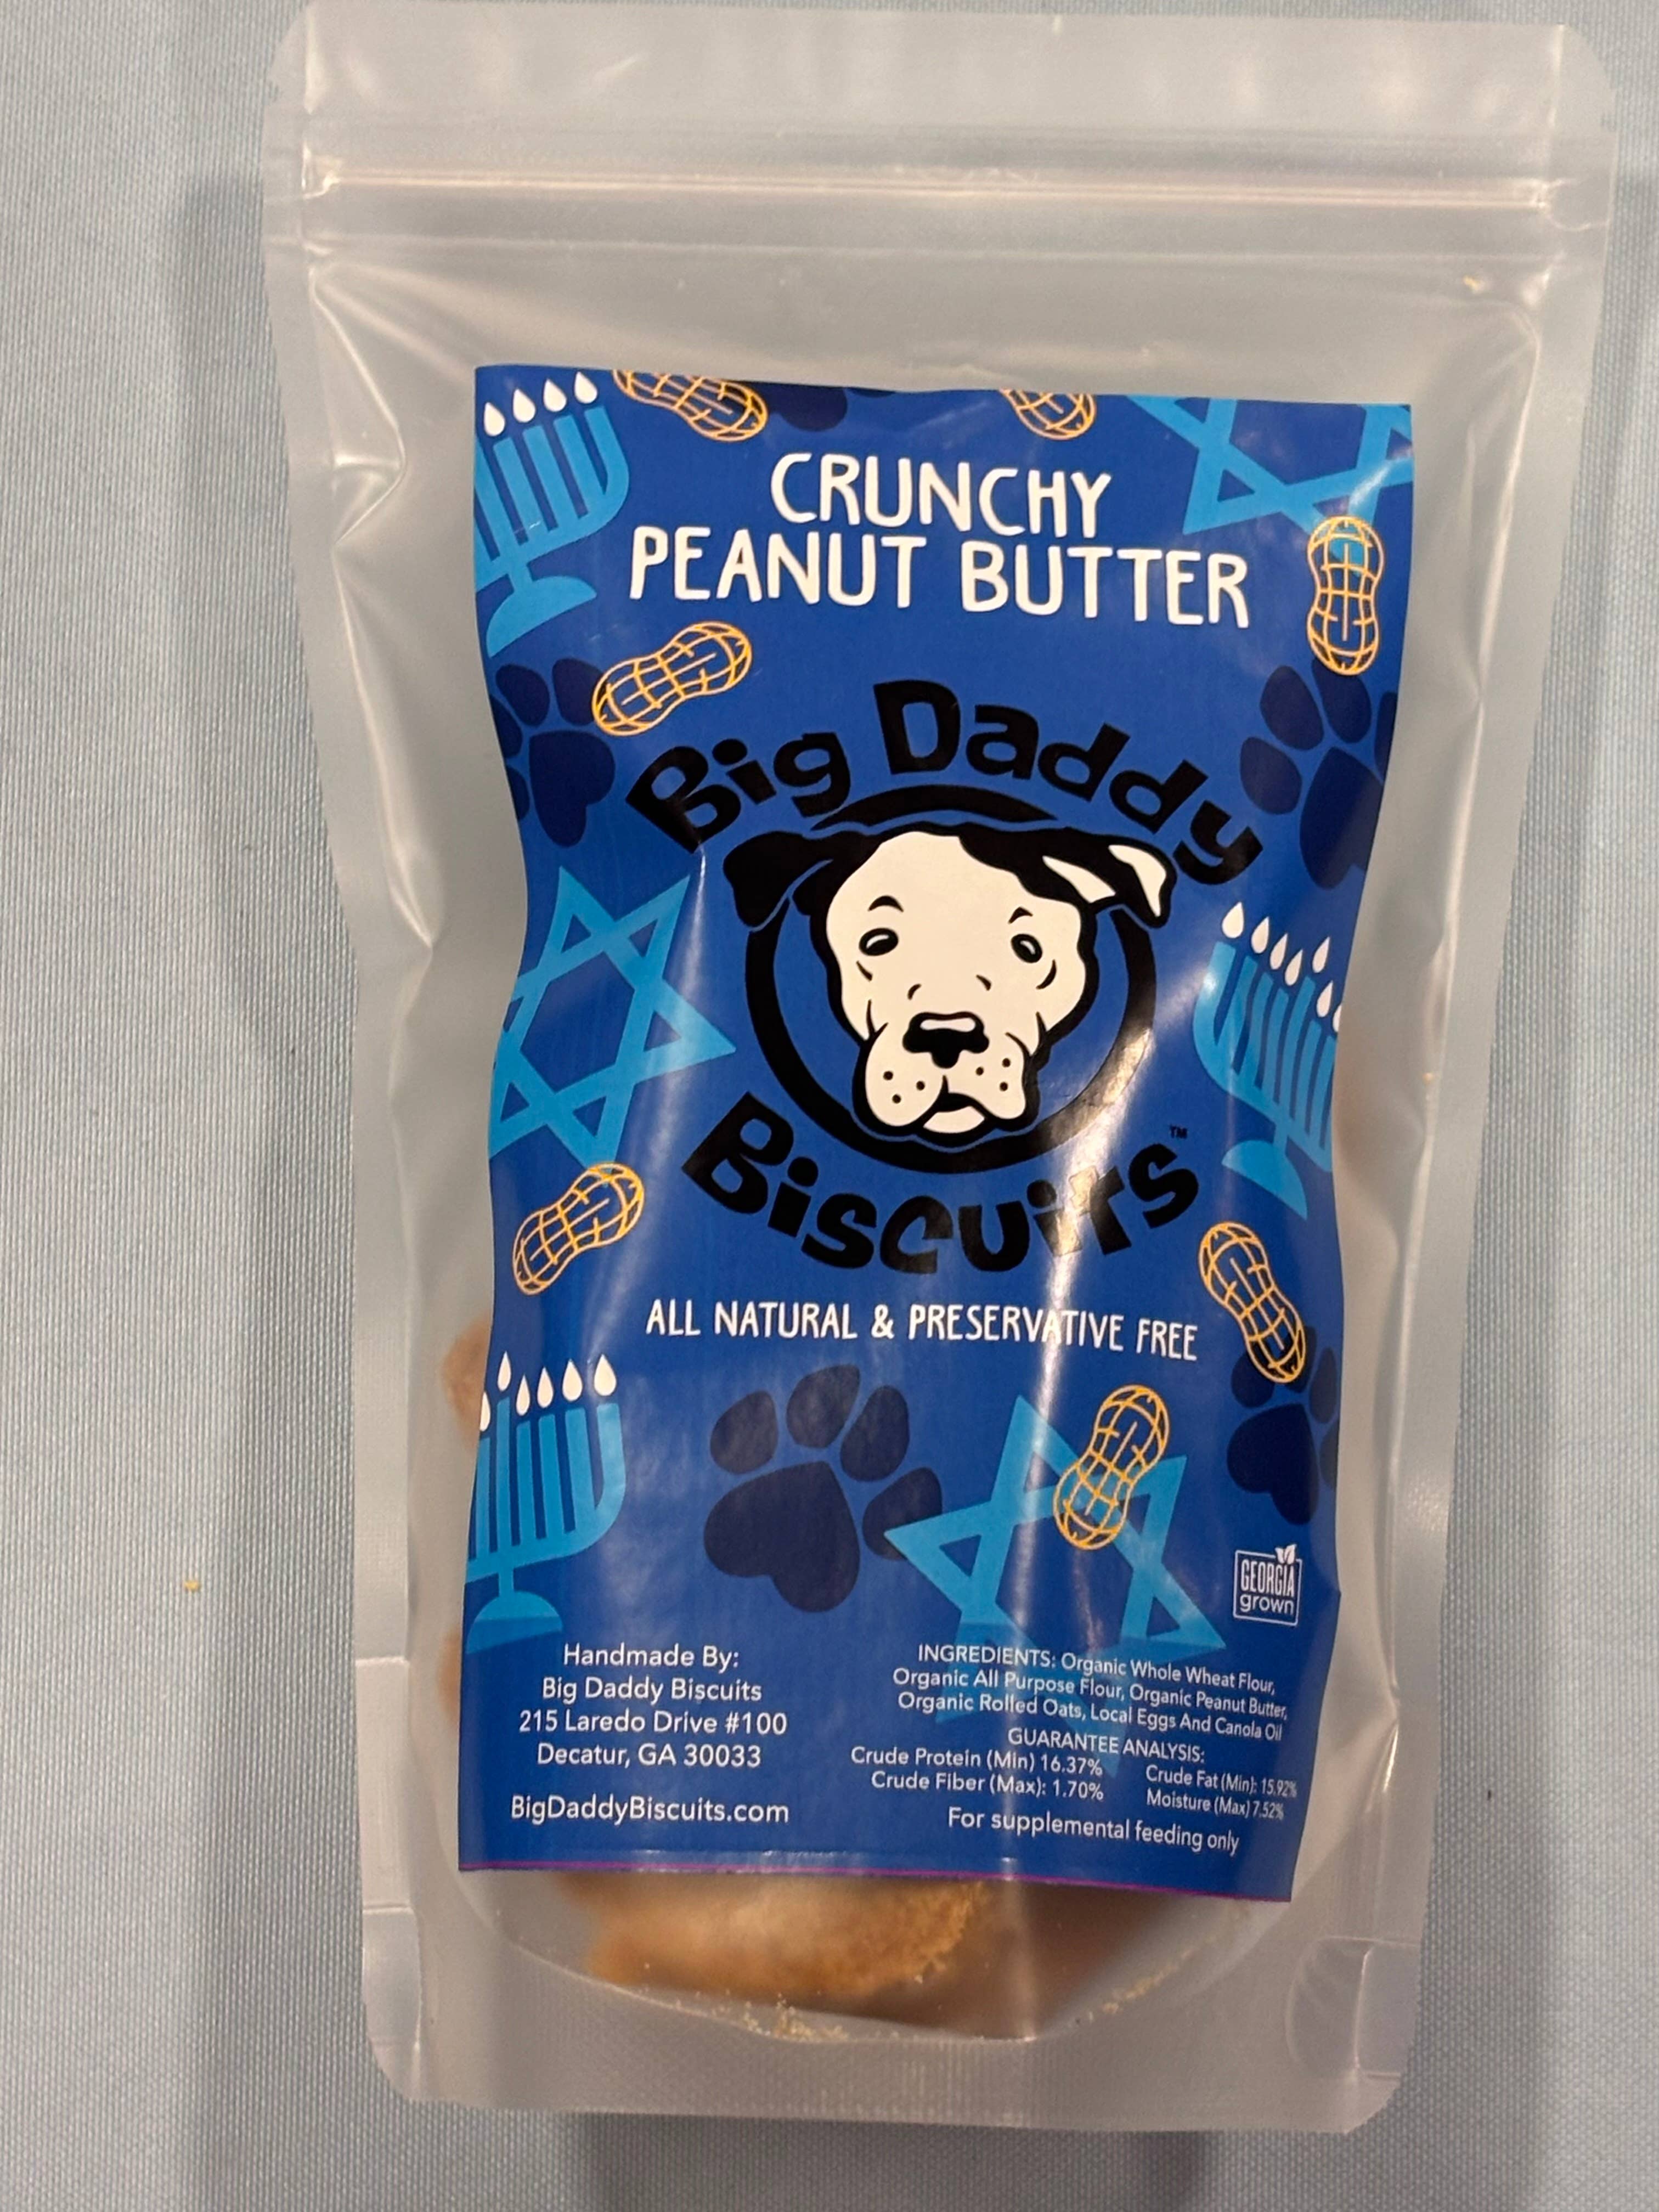 CRUNCHY
PEANUT BUTTER
Big Daddy
Biscuits™
ALL NATURAL & PRESERVATIVE FREE
GEORGIA
grown
Handmade By:
Big Daddy Biscuits
215 Laredo Drive #100
Decatur, GA 30033
BigDaddyBiscuits.com
INGREDIENTS: Organic Whole Wheat Flour,
Organic All Purpose Flour, Organic Peanut Butter,
Organic Rolled Oats, Local Eggs And Canola Oil
GUARANTEE ANALYSIS:
Crude Protein (Min) 16.37% Crude Fat (Min): 15.92%
Crude Fiber (Max): 1.70% Moisture (Max) 7.52%
For supplemental feeding only